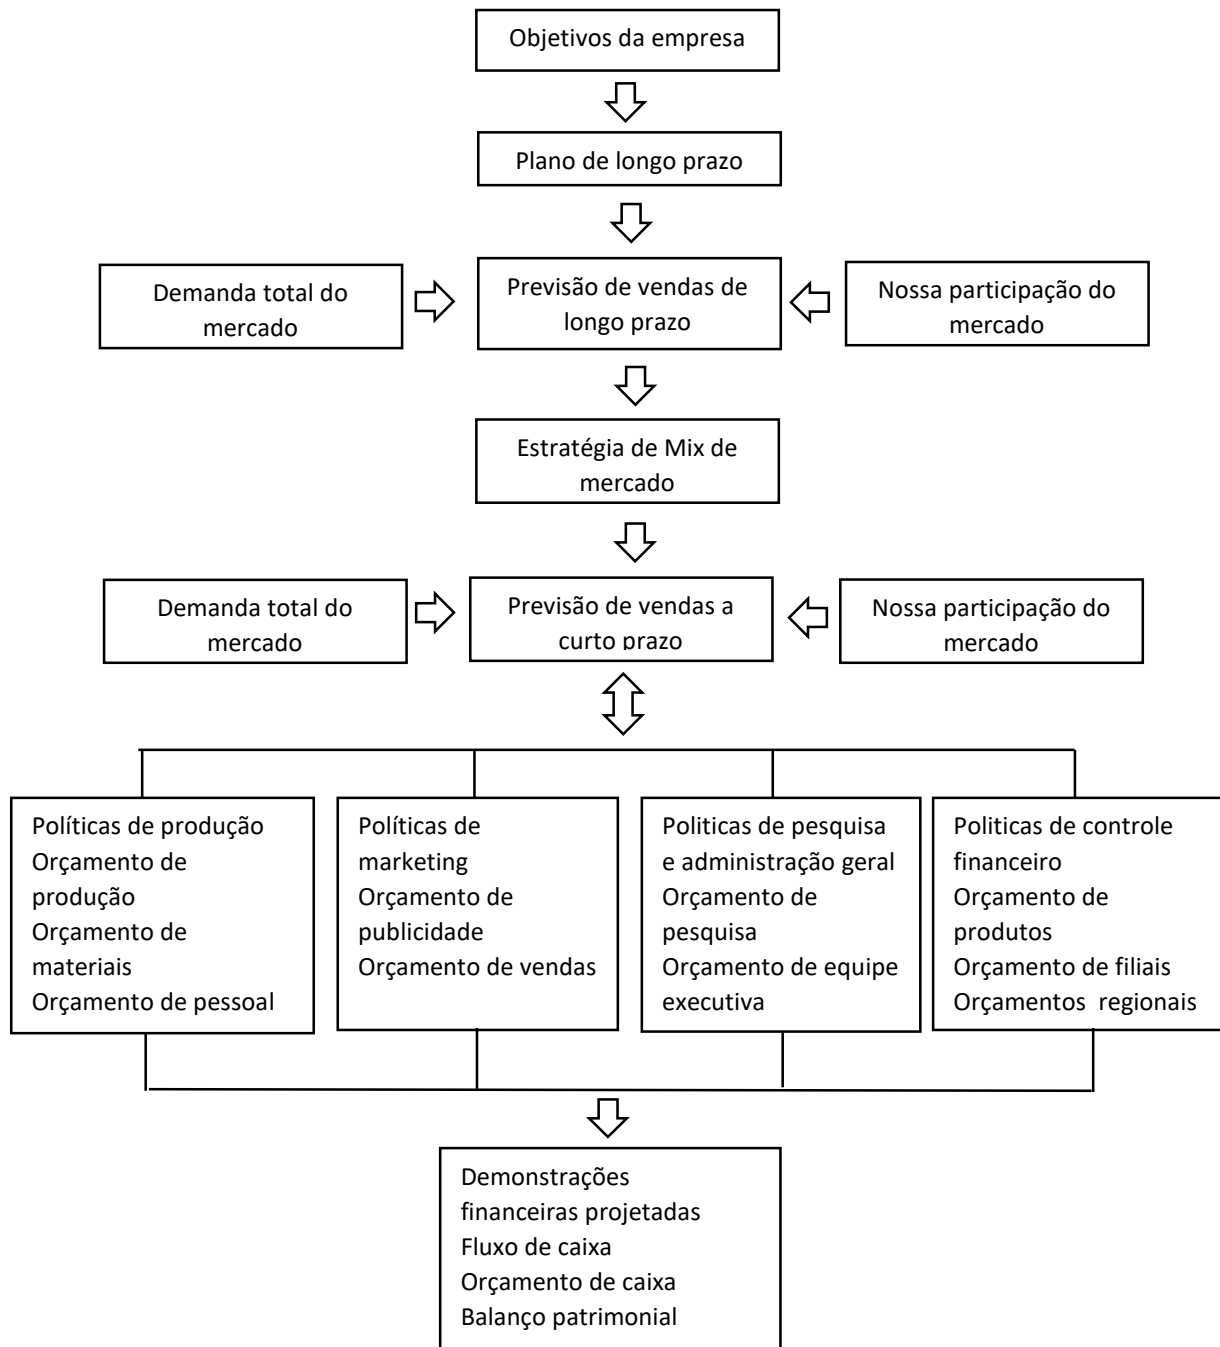 Objetivos da empresa
Plano de longo prazo
Demanda total do
mercado
Previsão de vendas de
longo prazo
Nossa participação do
mercado
Estratégia de Mix de
mercado
Demanda total do
mercado
Previsão de vendas a
curto prazo
Nossa participação do
mercado
Políticas de produção
Orçamento de
produção
Orçamento de
materiais
Orçamento de pessoal
Políticas de
marketing
Orçamento de
publicidade
Orçamento de vendas
Politicas de pesquisa
e administração geral
Orçamento de
pesquisa
Orçamento de equipe
executiva
Politicas de controle
financeiro
Orçamento de
produtos
Orçamento de filiais
Orçamentos regionais
Demonstrações
financeiras projetadas
Fluxo de caixa
Orçamento de caixa
Balanço patrimonial